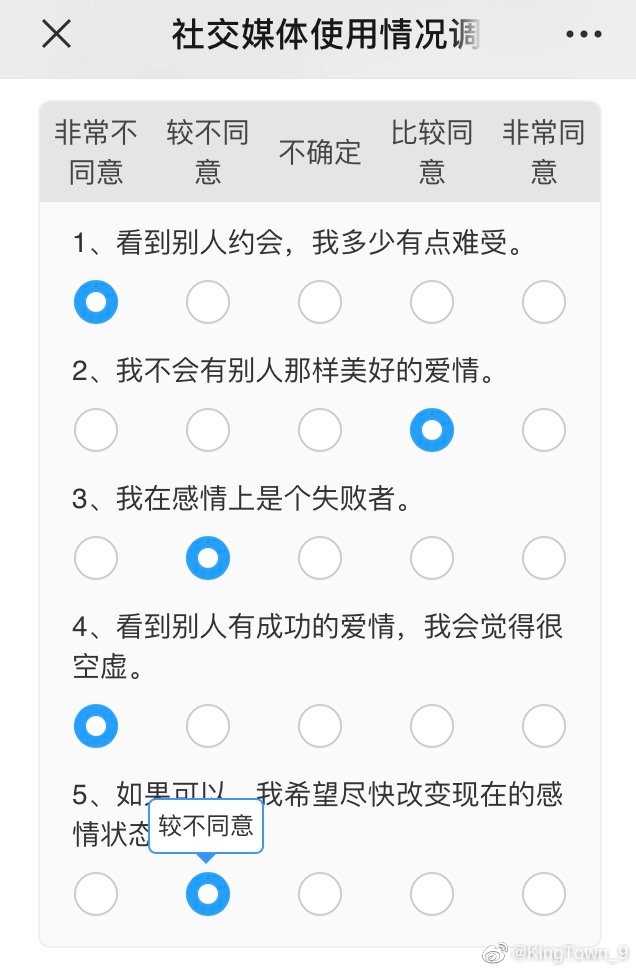 社交媒体使用情况调
非常不同意 较不同意 不确定 比较同意 非常同意
1、看到别人约会，我多少有点难受。
2、我不会有别人那样美好的爱情。
3、我在感情上是个失败者。
4、看到别人有成功的爱情，我会觉得很
空虚。
5、如果可以，我希望尽快改变现在的感
情状态
较不同意
@KingTown_9